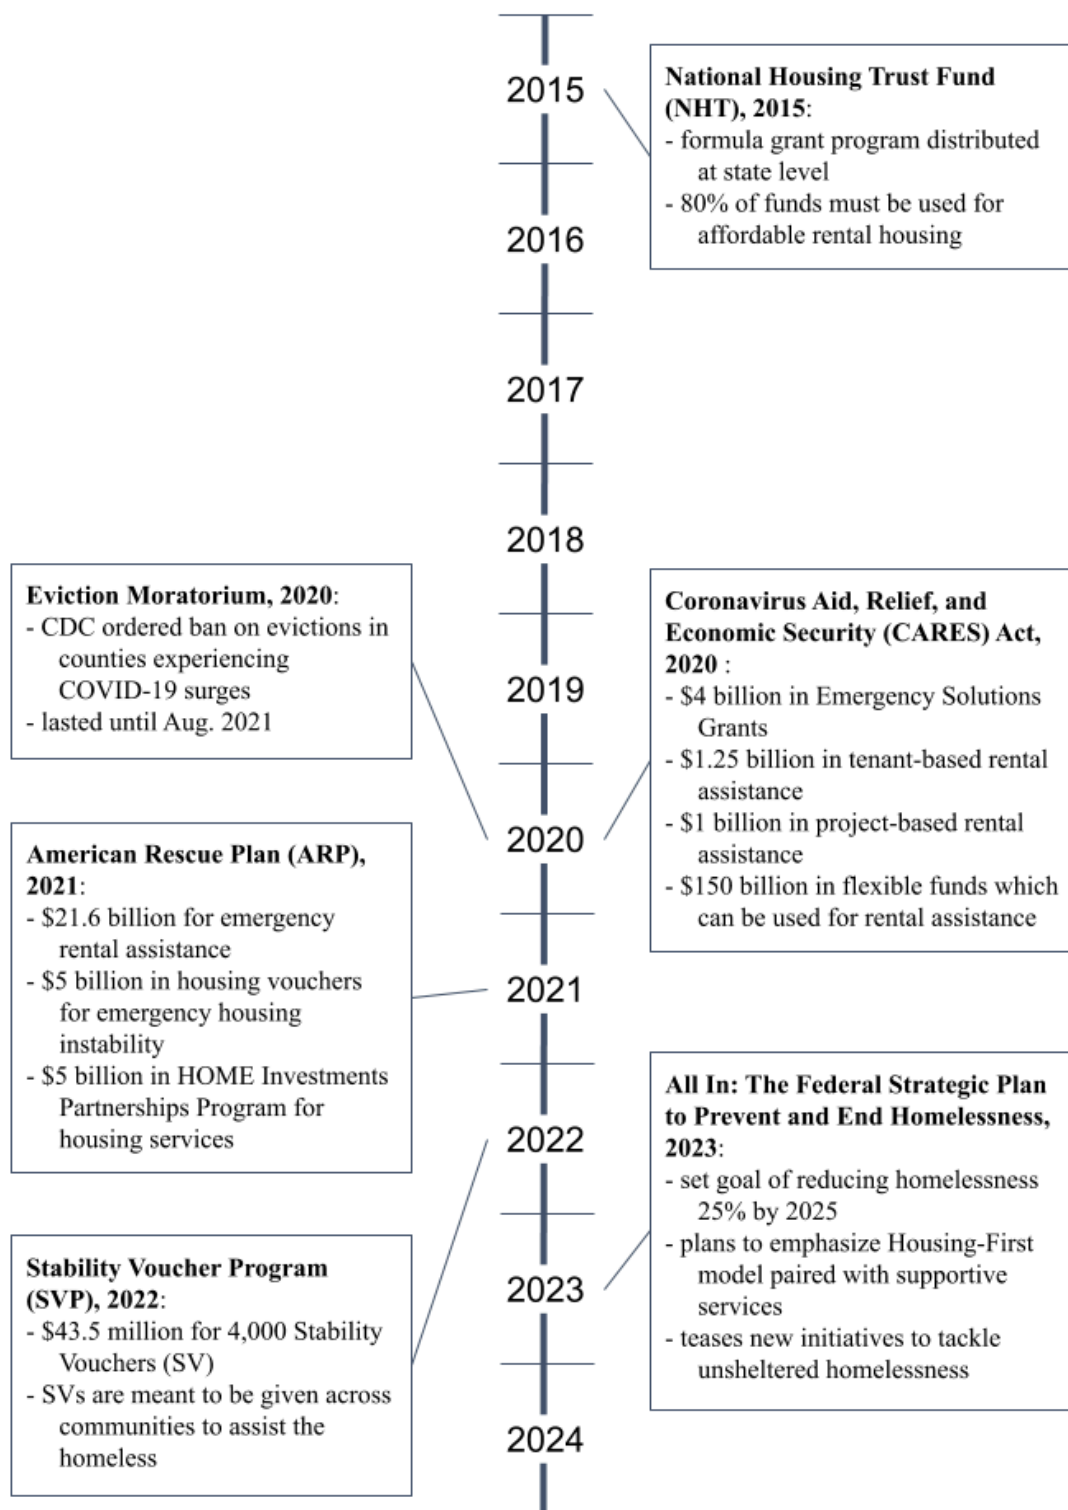 2015
National Housing Trust Fund
(NHT), 2015:
- formula grant program distributed
at state level
- 80% of funds must be used for
affordable rental housing
2016
2017
2018
Eviction Moratorium, 2020:
- CDC ordered ban on evictions in
counties experiencing
COVID-19 surges
- lasted until Aug. 2021
Coronavirus Aid, Relief, and
Economic Security (CARES) Act,
2020 :
- $4 billion in Emergency Solutions
Grants
- $1.25 billion in tenant-based rental
assistance
- $1 billion in project-based rental
assistance
- $150 billion in flexible funds which
can be used for rental assistance
2019
2020
American Rescue Plan (ARP),
2021:
- $21.6 billion for emergency
rental assistance
- $5 billion in housing vouchers
for emergency housing
instability
- $5 billion in HOME Investments
Partnerships Program for
housing services
2021
2022
All In: The Federal Strategic Plan
to Prevent and End Homelessness,
2023:
- set goal of reducing homelessness
25% by 2025
- plans to emphasize Housing-First
model paired with supportive
services
- teases new initiatives to tackle
unsheltered homelessness
Stability Voucher Program
(SVP), 2022:
- $43.5 million for 4,000 Stability
Vouchers (SV)
- SVs are meant to be given across
communities to assist the
homeless
2023
2024